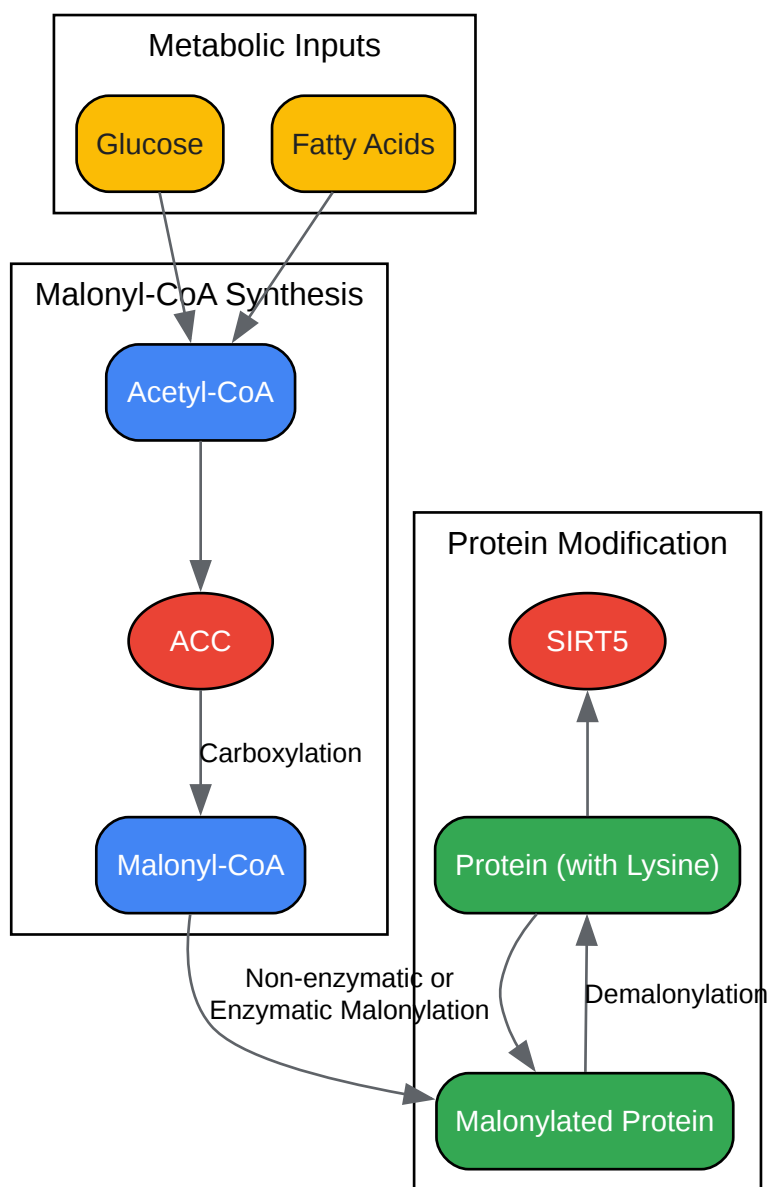 Metabolic Inputs
Glucose
Fatty Acids
Malonyl-CoA Synthesis
Acetyl-CoA
Protein Modification
ACC
SIRT5
Carboxylation
Malonyl-CoA
Protein (with Lysine)
Non-enzymatic or
Enzymatic Malonylation
Demalonylation
Malonylated Protein